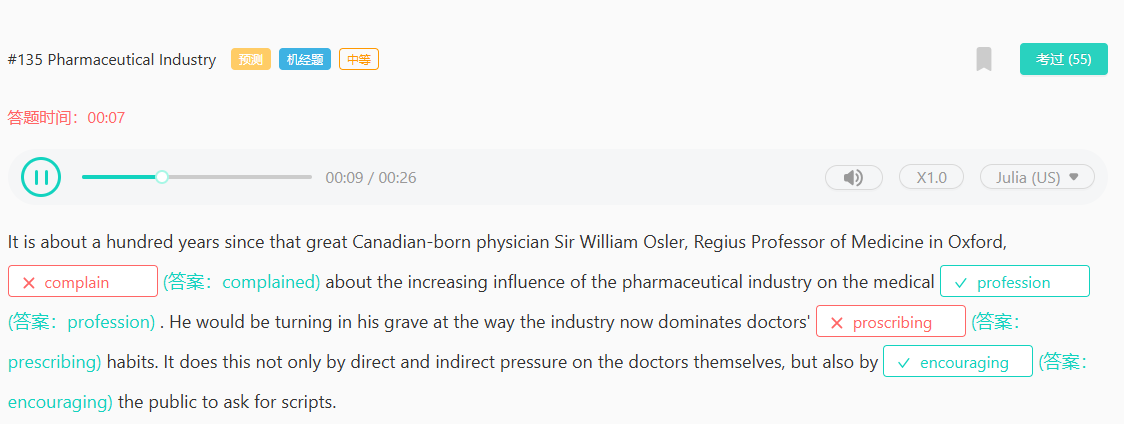 #135 Pharmaceutical Industry 预测 机经题 中等 考过 (55)
答题时间：00:07
00:09 / 00:26 X1.0 Julia (US)
It is about a hundred years since that great Canadian-born physician Sir William Osler, Regius Professor of Medicine in Oxford,
complain (答案：complained) about the increasing influence of the pharmaceutical industry on the medical profession
(答案：profession) . He would be turning in his grave at the way the industry now dominates doctors' proscribing (答案：
prescribing) habits. It does this not only by direct and indirect pressure on the doctors themselves, but also by encouraging (答案：
encouraging) the public to ask for scripts.